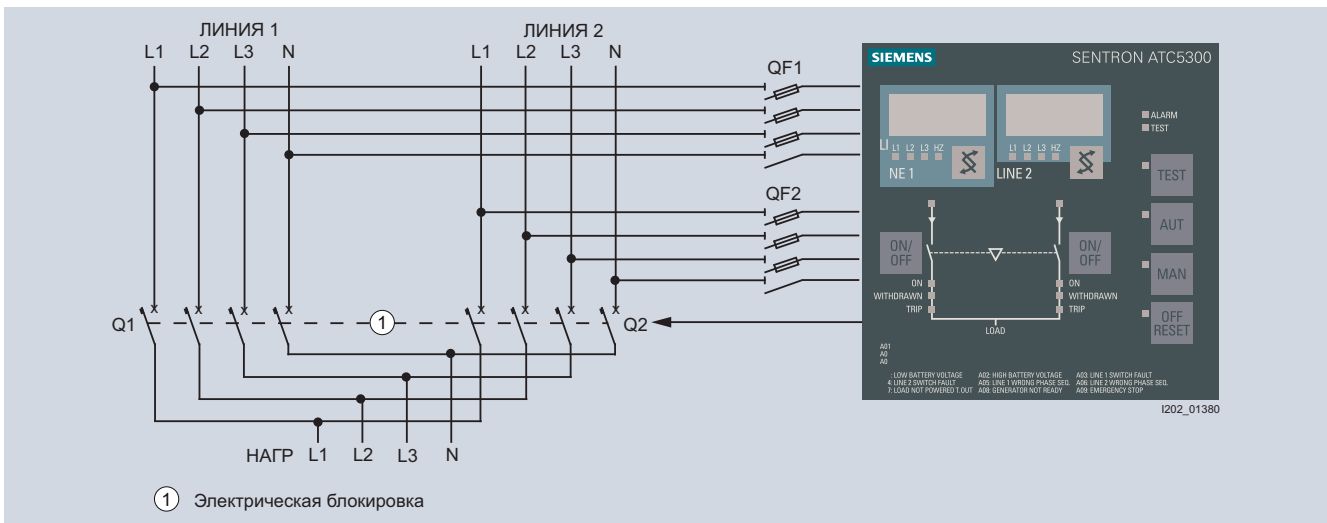 ЛИНИЯ 1
L1 L2 L3 N
ЛИНИЯ 2
L1 L2 L3 N
QF1
QF2
Q1
1
Q2
НАГР L1 L2 L3 N
1 Электрическая блокировка
SIEMENS
SENTRON ATC5300
LI
L1 L2 L3 HZ
NE 1
L1 L2 L3 HZ
LINE 2
ALARM
TEST
TEST
AUT
MAN
OFF
RESET
ON/
OFF
ON/
OFF
ON
WITHDRAWN
TRIP
ON
WITHDRAWN
TRIP
LOAD
A01
A0
A0
: LOW BATTERY VOLTAGE A02: HIGH BATTERY VOLTAGE A03: LINE 1 SWITCH FAULT
4: LINE 2 SWITCH FAULT A05: LINE 1 WRONG PHASE SEQ. A06: LINE 2 WRONG PHASE SEQ.
7: LOAD NOT POWERED T.OUT A08: GENERATOR NOT READY A09: EMERGENCY STOP
I202_01380